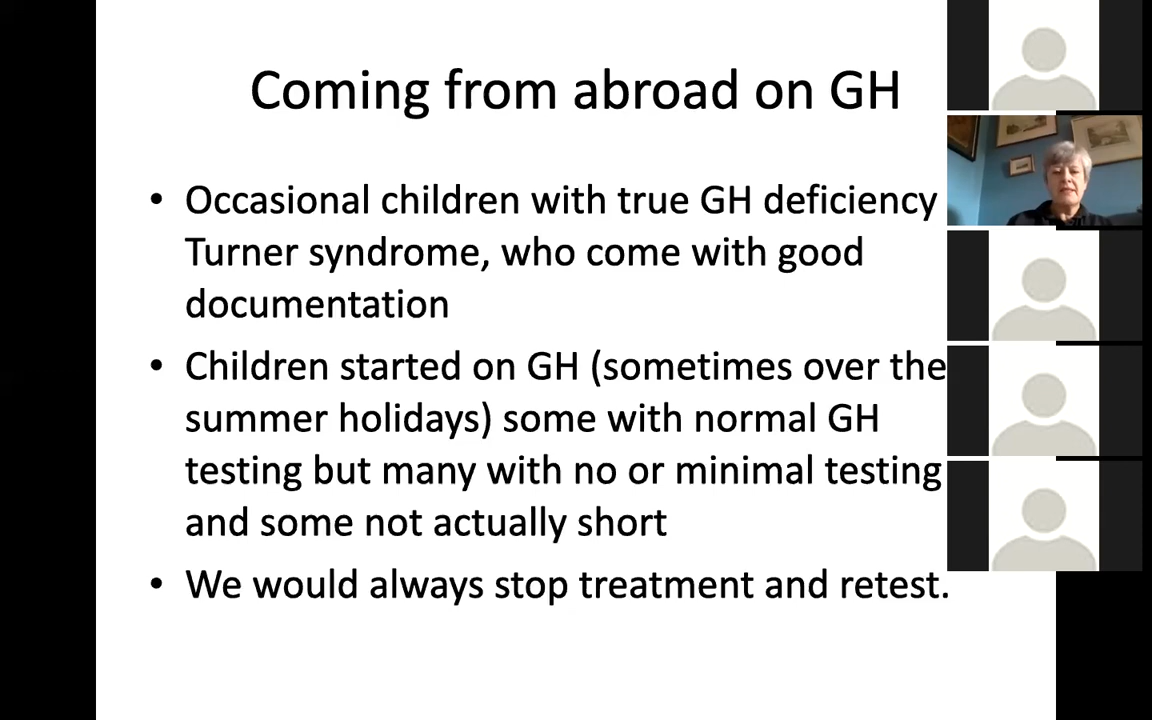 Coming from abroad on GH
• Occasional children with true GH deficiency
Turner syndrome, who come with good
documentation
• Children started on GH (sometimes over the
summer holidays) some with normal GH
testing but many with no or minimal testing
and some not actually short
• We would always stop treatment and retest.